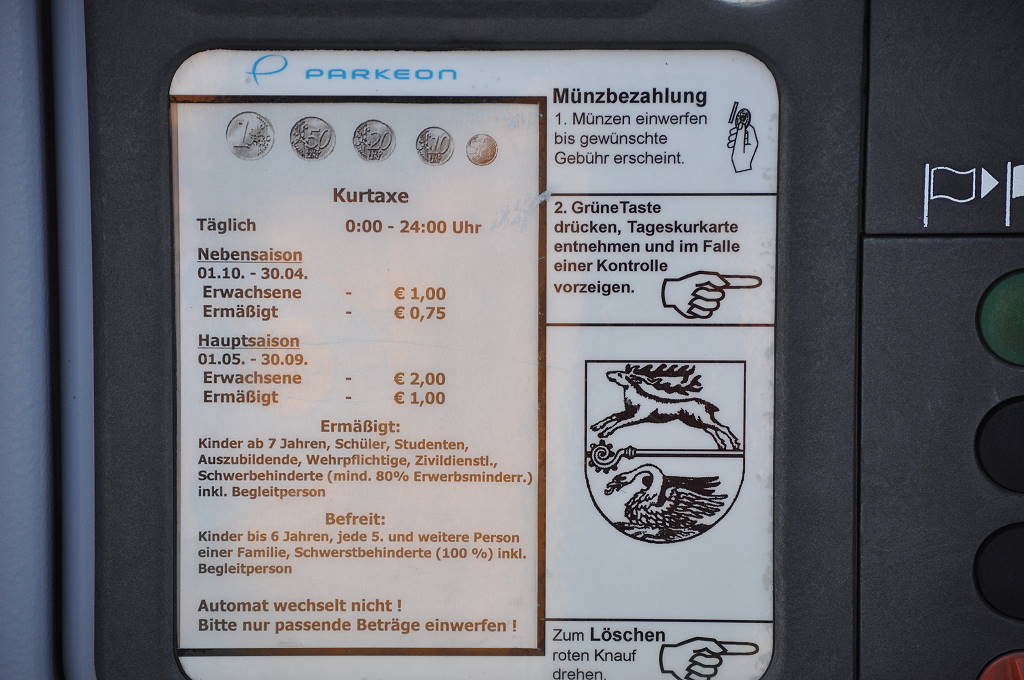 PARKEON
1 50 20 10
Kurtaxe
Täglich 0:00 - 24:00 Uhr
Nebensaison
01.10. - 30.04.
Erwachsene - € 1,00
Ermäßigt - € 0,75
Hauptsaison
01.05. - 30.09.
Erwachsene - € 2,00
Ermäßigt - € 1,00
Ermäßigt:
Kinder ab 7 Jahren, Schüler, Studenten,
Auszubildende, Wehrpflichtige, Zivildienstl.,
Schwerbehinderte (mind. 80% Erwerbsminderr.)
inkl. Begleitperson
Befreit:
Kinder bis 6 Jahren, jede 5. und weitere Person
einer Familie, Schwerstbehinderte (100 %) inkl.
Begleitperson
Automat wechselt nicht !
Bitte nur passende Beträge einwerfen !
Münzbezahlung
1. Münzen einwerfen
bis gewünschte
Gebühr erscheint.
2. Grüne Taste
drücken, Tageskurkarte
entnehmen und im Falle
einer Kontrolle
vorzeigen.
Zum Löschen
roten Knauf
drehen.